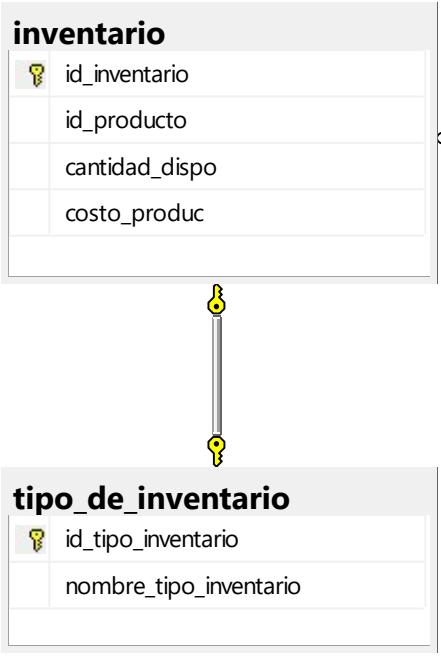 inventario
id_inventario
id_producto
cantidad_dispo
costo_produc
tipo_de_inventario
id_tipo_inventario
nombre_tipo_inventario